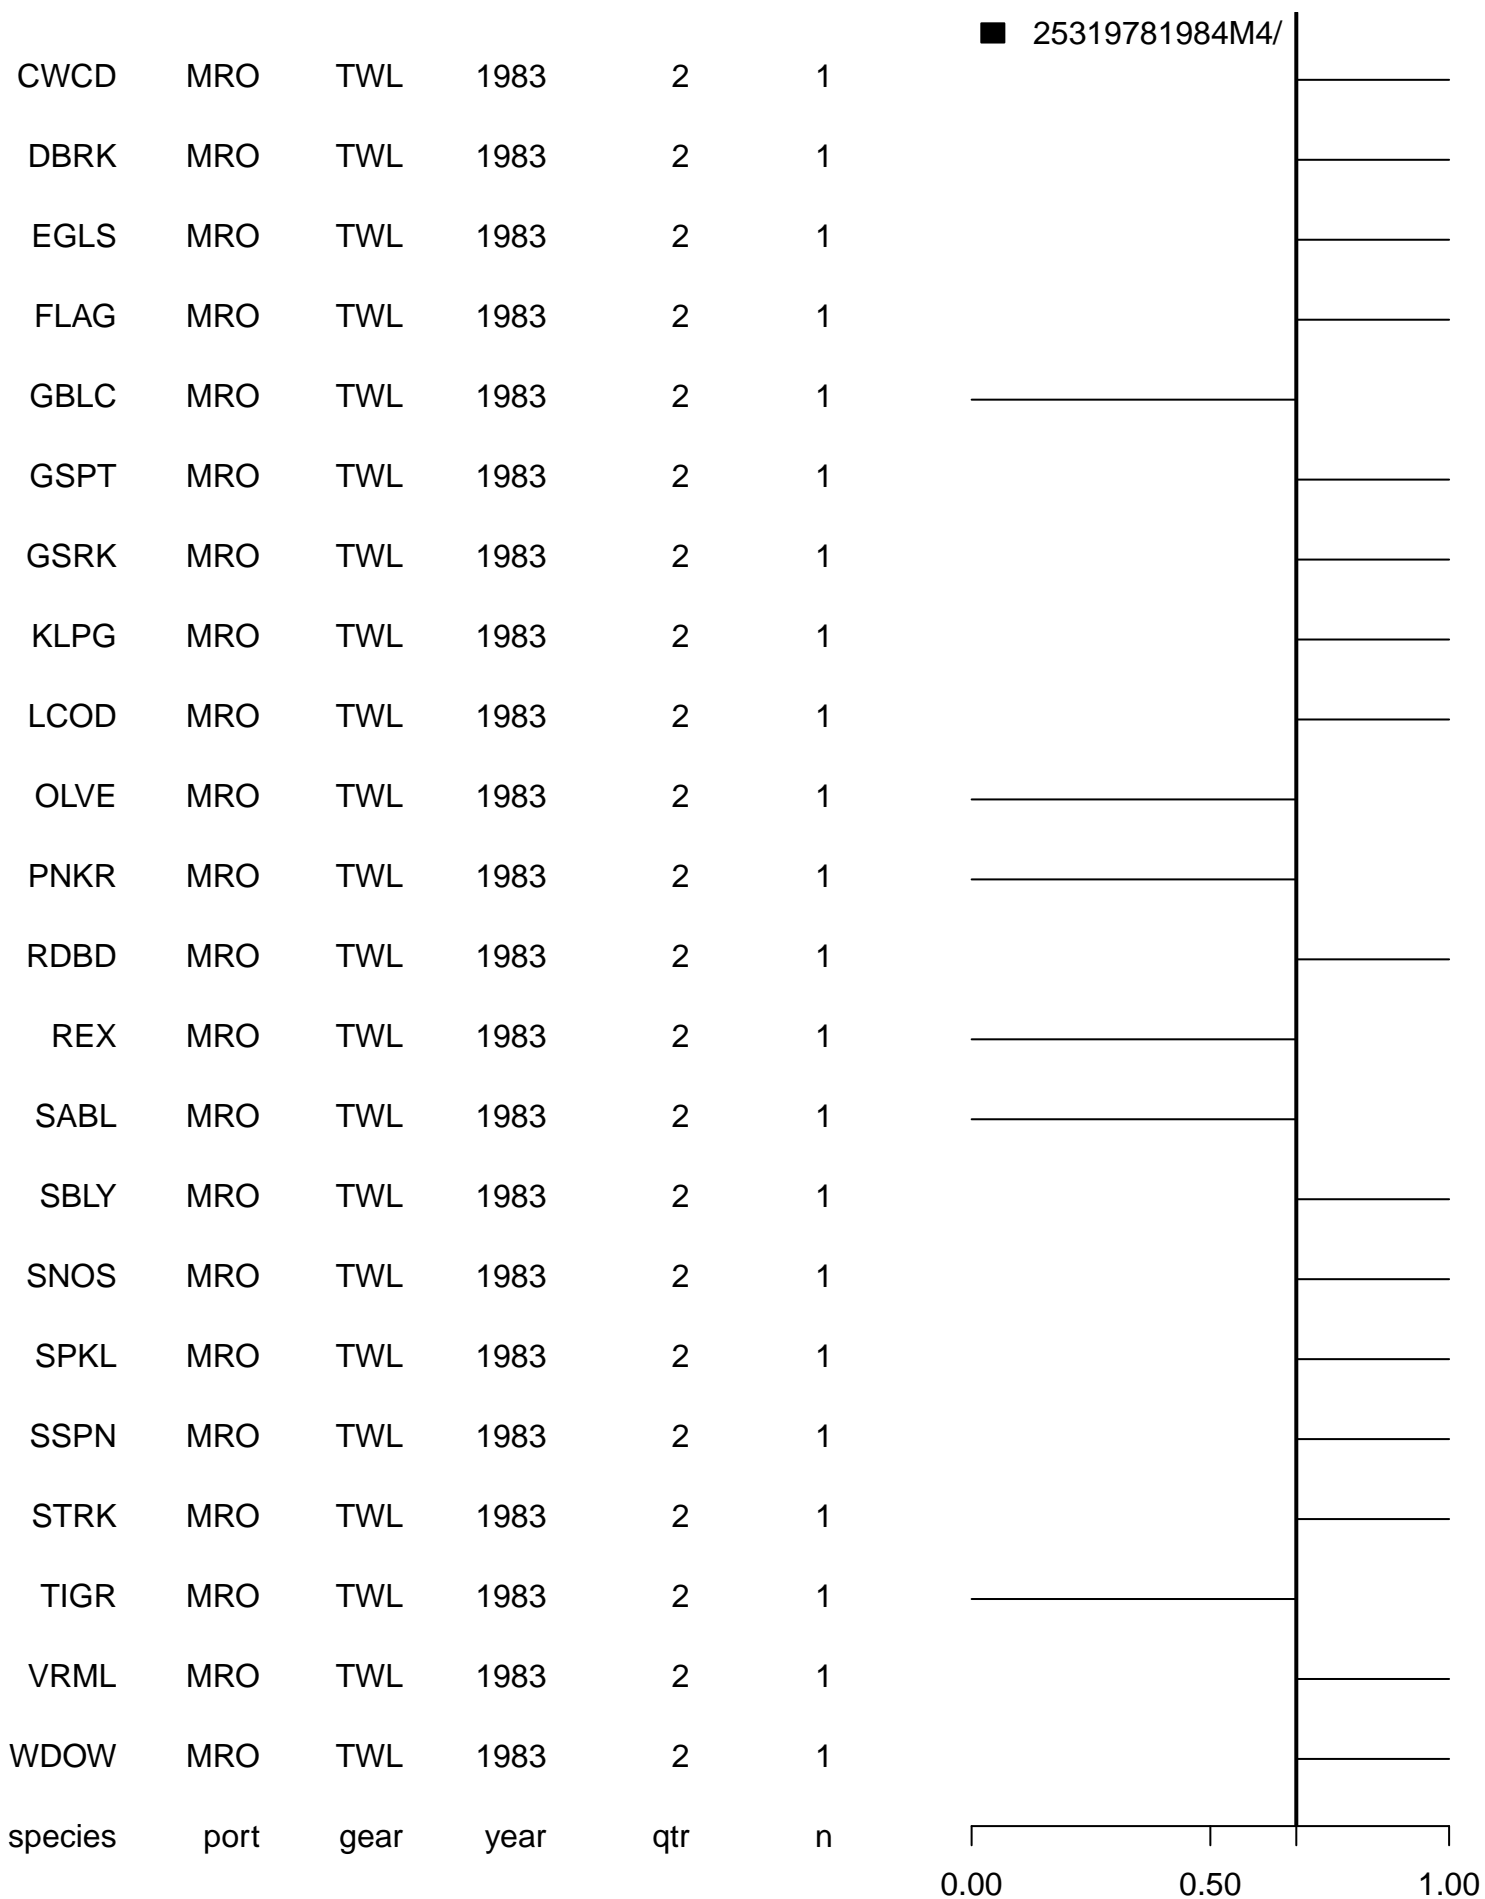 25319781984M4/
CWCD MRO TWL 1983 2 1
DBRK MRO TWL 1983 2 1
EGLS MRO TWL 1983 2 1
FLAG MRO TWL 1983 2 1
GBLC MRO TWL 1983 2 1
GSPT MRO TWL 1983 2 1
GSRK MRO TWL 1983 2 1
KLPG MRO TWL 1983 2 1
LCOD MRO TWL 1983 2 1
OLVE MRO TWL 1983 2 1
PNKR MRO TWL 1983 2 1
RDBD MRO TWL 1983 2 1
REX MRO TWL 1983 2 1
SABL MRO TWL 1983 2 1
SBLY MRO TWL 1983 2 1
SNOS MRO TWL 1983 2 1
SPKL MRO TWL 1983 2 1
SSPN MRO TWL 1983 2 1
STRK MRO TWL 1983 2 1
TIGR MRO TWL 1983 2 1
VRML MRO TWL 1983 2 1
WDOW MRO TWL 1983 2 1
species port gear year qtr n
0.00 0.50 1.00